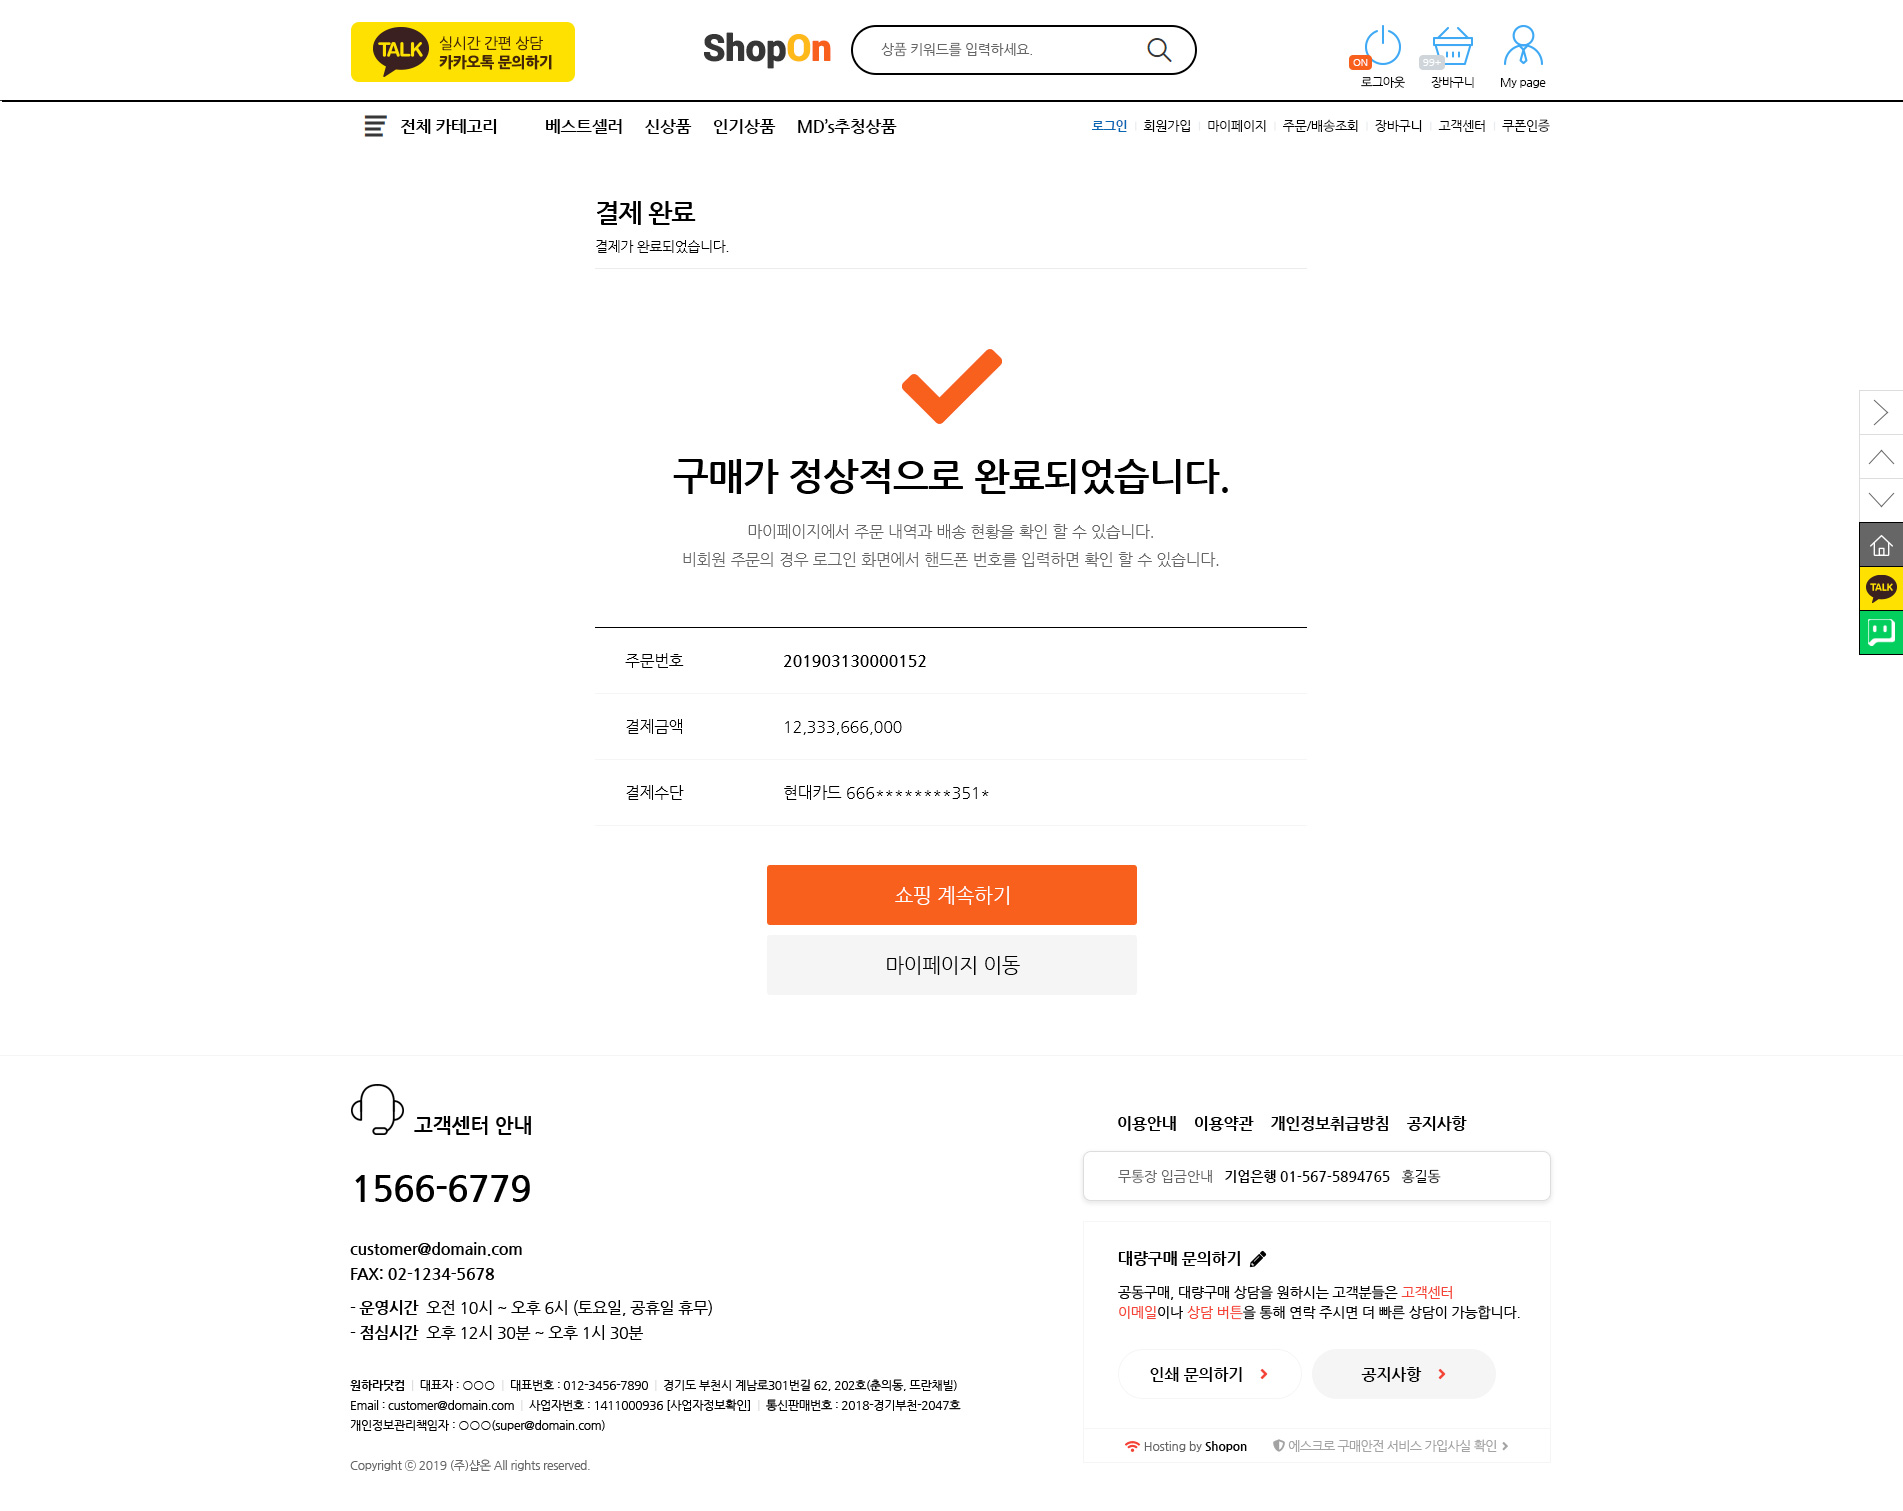 TALK 실시간 간편 상담
카카오톡 문의하기
ShopOn
상품 키워드를 입력하세요.
ON 로그아웃
99+ 장바구니
My page
전체 카테고리 베스트셀러 신상품 인기상품 MD's추청상품
로그인 회원가입 마이페이지 주문/배송조회 장바구니 고객센터 쿠폰인증
결제 완료
결제가 완료되었습니다.
구매가 정상적으로 완료되었습니다.
마이페이지에서 주문 내역과 배송 현황을 확인 할 수 있습니다.
비회원 주문의 경우 로그인 화면에서 핸드폰 번호를 입력하면 확인 할 수 있습니다.
TALK
주문번호 201903130000152
결제금액 12,333,666,000
결제수단 현대카드 666********351*
쇼핑 계속하기
마이페이지 이동
고객센터 안내
1566-6779
customer@domain.com
FAX: 02-1234-5678
- 운영시간 오전 10시 ~ 오후 6시 (토요일, 공휴일 휴무)
- 점심시간 오후 12시 30분 ~ 오후 1시 30분
원하라닷컴 대표자 : ○○○ 대표번호 : 012-3456-7890 경기도 부천시 계남로301번길 62, 202호(춘의동, 뜨란채빌)
Email : customer@domain.com 사업자번호 : 1411000936 [사업자정보확인] 통신판매번호 : 2018-경기부천-2047호
개인정보관리책임자 : ○○○(super@domain.com)
Copyright ⓒ 2019 (주)샵온 All rights reserved.
이용안내 이용약관 개인정보취급방침 공지사항
무통장 입금안내 기업은행 01-567-5894765 홍길동
대량구매 문의하기
공동구매, 대량구매 상담을 원하시는 고객분들은 고객센터
이메일이나 상담 버튼을 통해 연락 주시면 더 빠른 상담이 가능합니다.
인쇄 문의하기 공지사항
Hosting by Shopon 에스크로 구매안전 서비스 가입사실 확인